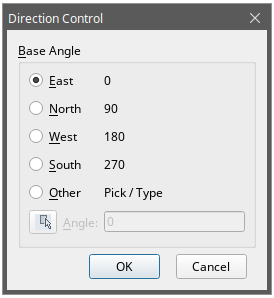 Direction Control
Base Angle
East 0
North 90
West 180
South 270
Other Pick / Type
Angle: 0
OK Cancel